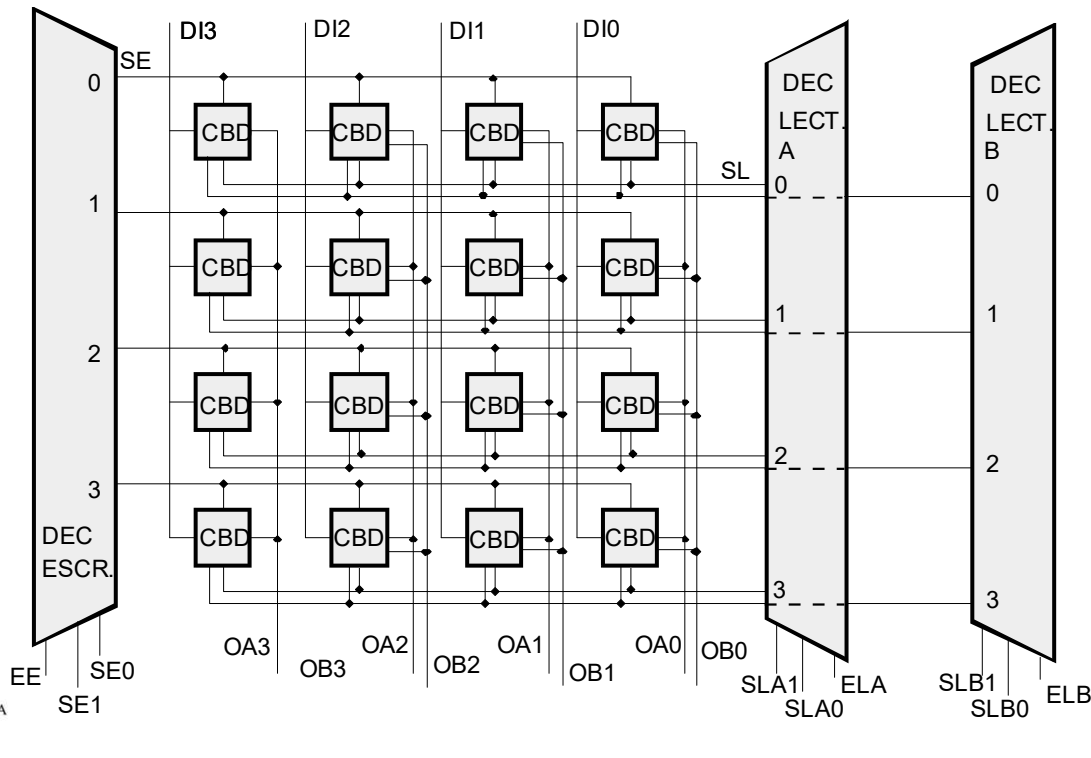 DI3
DI2
DI1
DI0
SE
0
CBD
CBD
CBD
CBD
DEC
LECT.
A
DEC
LECT.
B
SL
0
0
1
CBD
CBD
CBD
CBD
1
1
2
CBD
CBD
CBD
CBD
2
2
3
CBD
CBD
CBD
CBD
DEC
ESCR.
3
3
OA3
OB3
OA2
OB2
OA1
OB1
OA0
OB0
EE
SE1
SE0
SLA1
SLA0
ELA
SLB1
SLB0
ELB
A